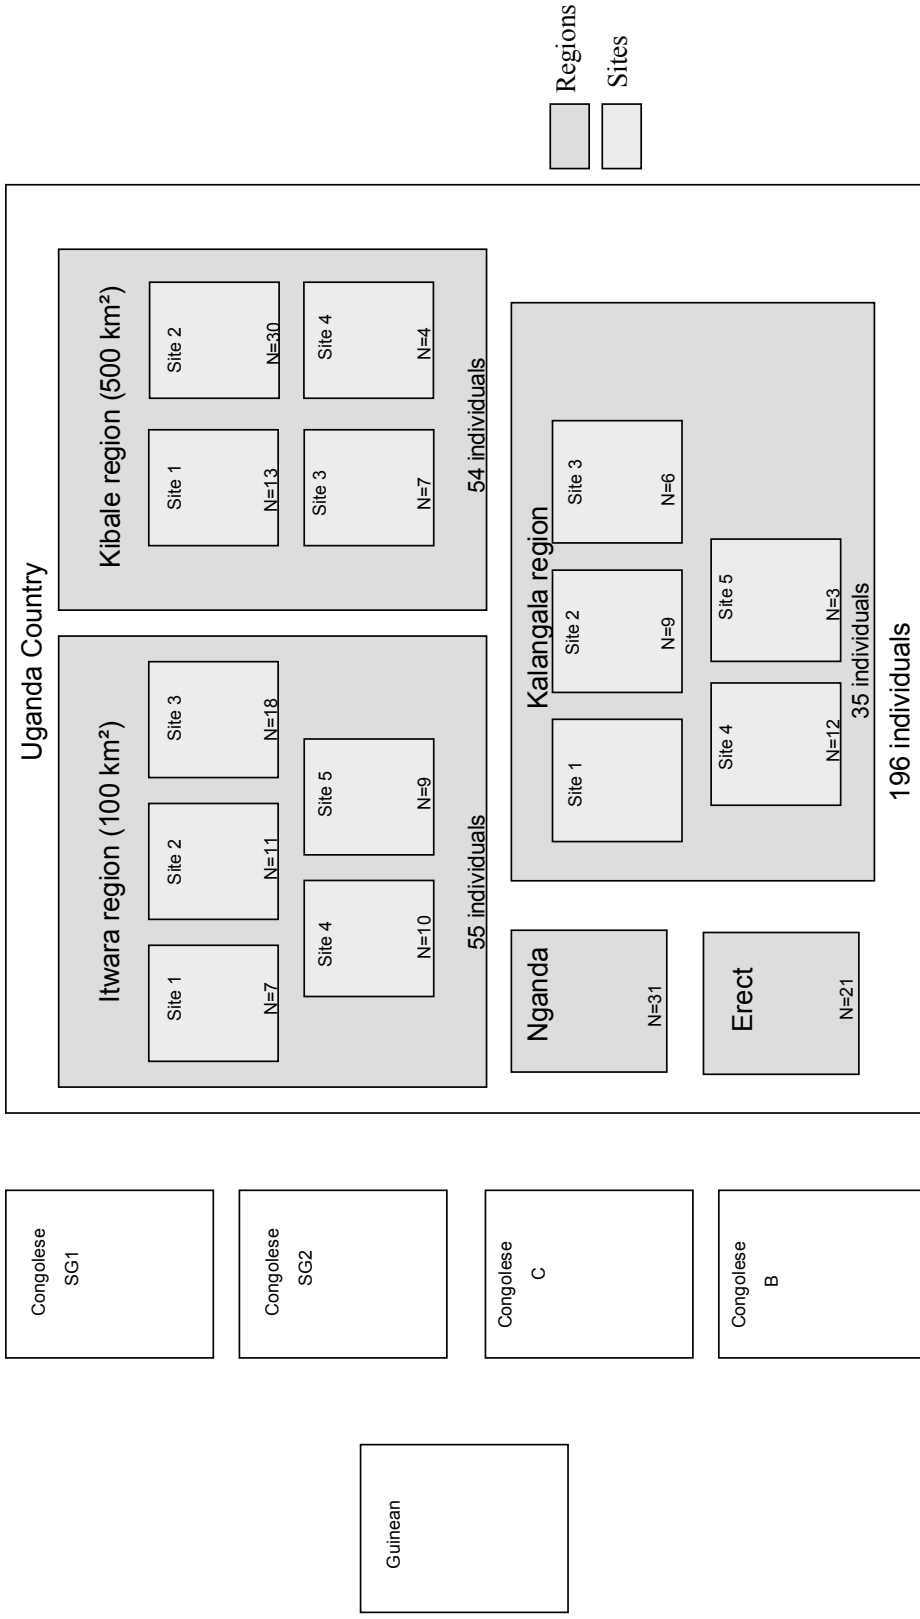 Uganda Country
Itwara region (100 km²)
Site 1
N=7
Site 2
N=11
Site 3
N=18
Site 4
N=10
Site 5
N=9
55 individuals
Kibale region (500 km²)
Site 1
N=13
Site 2
N=30
Site 3
N=7
Site 4
N=4
54 individuals
Nganda
N=31
Erect
N=21
Kalangala region
Site 1
Site 2
N=9
Site 3
N=6
Site 4
N=12
Site 5
N=3
35 individuals
196 individuals
Congolese
SG1
Congolese
SG2
Congolese
C
Congolese
B
Guinean
Regions
Sites